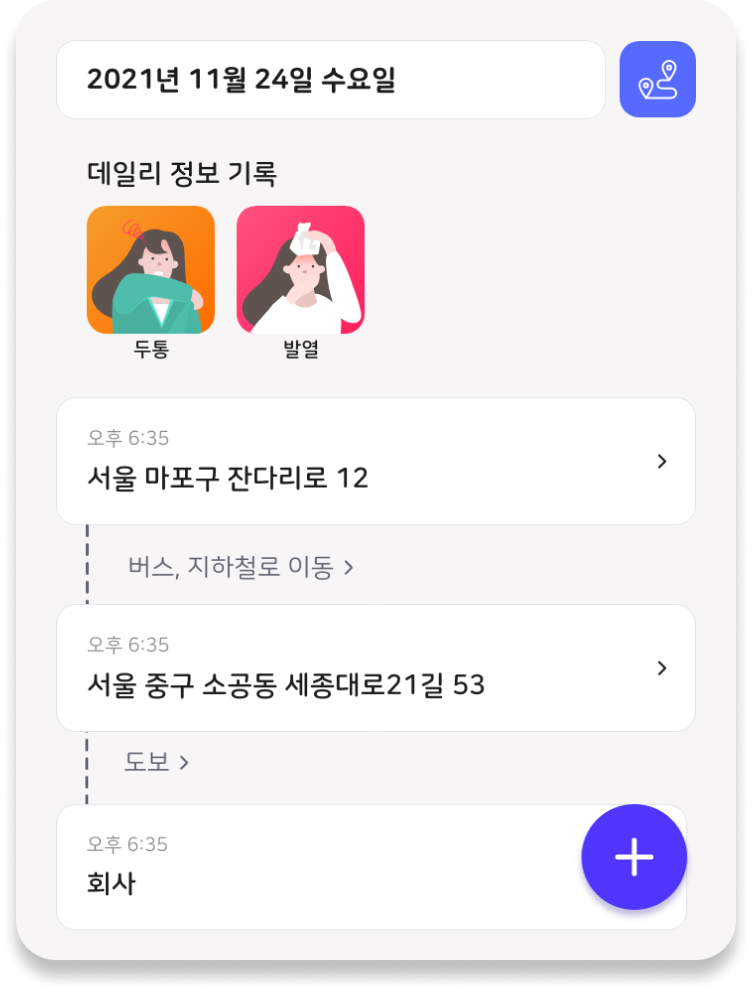 2021년 11월 24일 수요일
데일리 정보 기록
두통
발열
오후 6:35
서울 마포구 잔다리로 12
버스, 지하철로 이동
오후 6:35
서울 중구 소공동 세종대로21길 53
도보
오후 6:35
회사